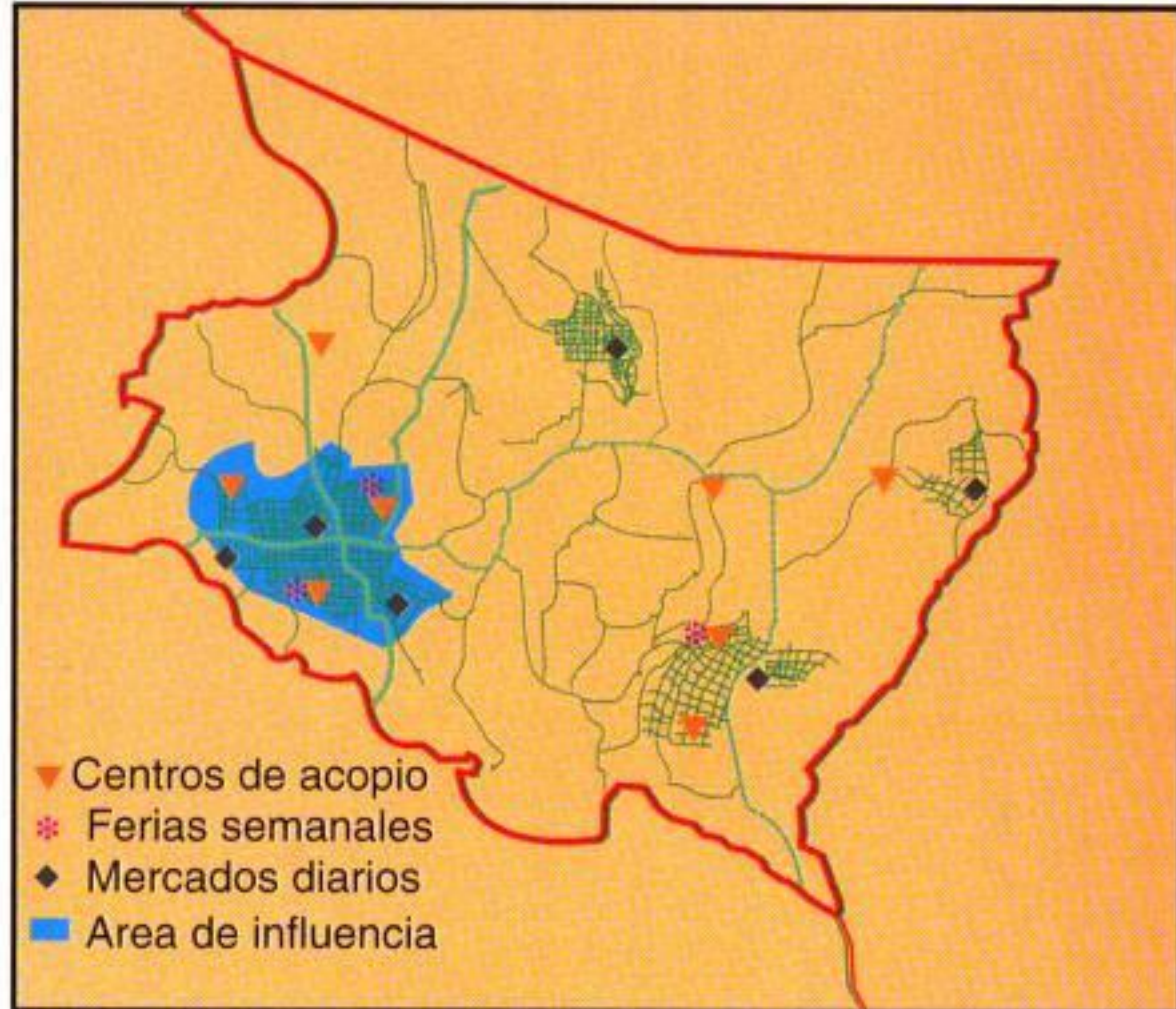 Centros de acopio
Ferias semanales
Mercados diarios
Area de influencia